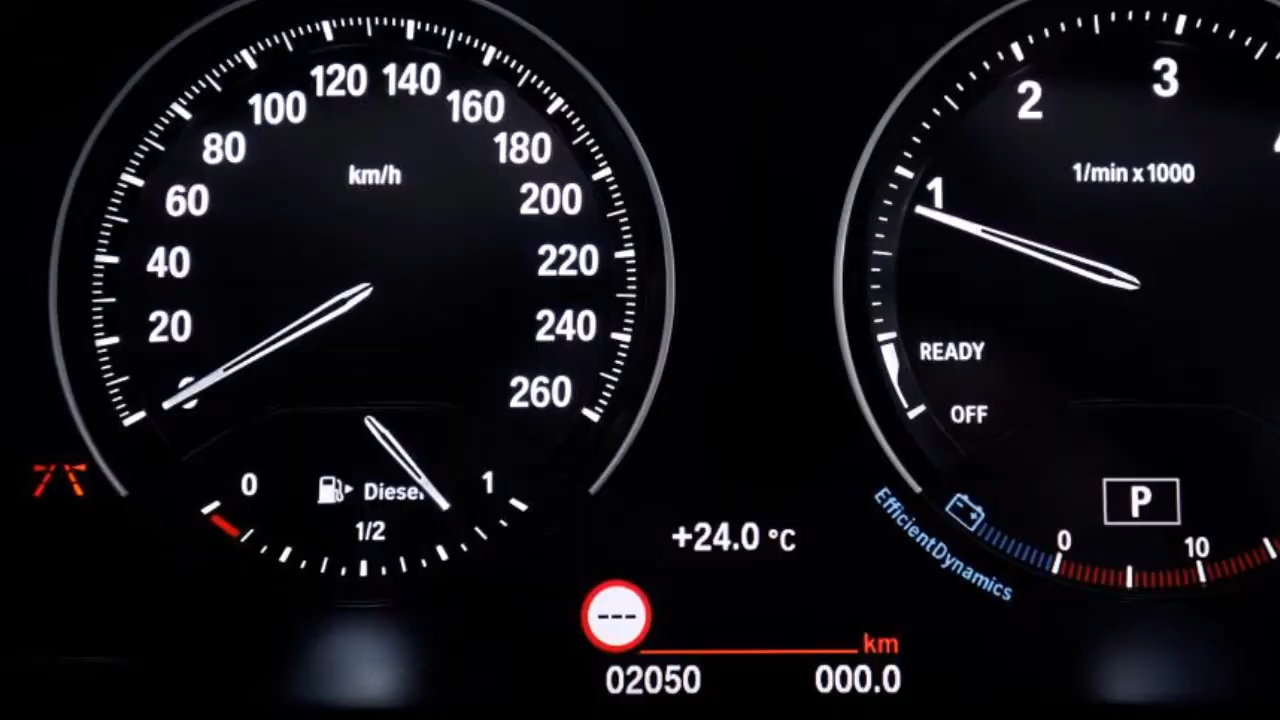 120 140
100 160
80 180
60 200
40 220
20 240
0 260
km/h
0 Diesel 1
1/2
+24.0 °C
---
km
02050 000.0
1 2 3
1/min x 1000
READY
OFF
P
EfficientDynamics
0 10